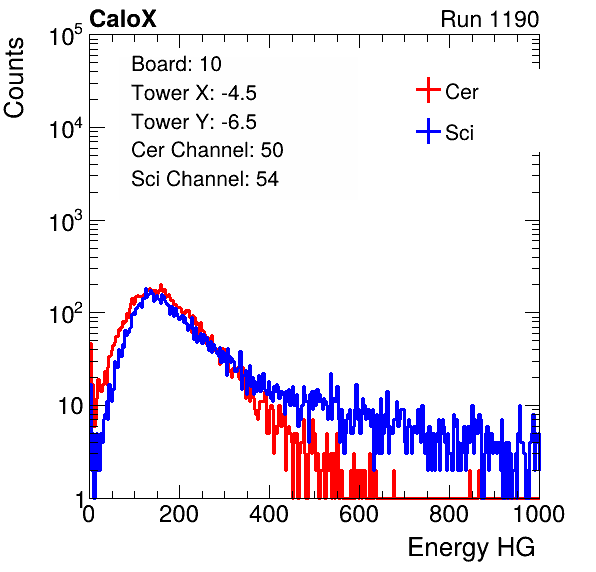 CaloX Run 1190
Counts
10^5
10^4
10^3
10^2
10
1
Board: 10
Tower X: -4.5
Tower Y: -6.5
Cer Channel: 50
Sci Channel: 54
Cer
Sci
0 200 400 600 800 1000
Energy HG